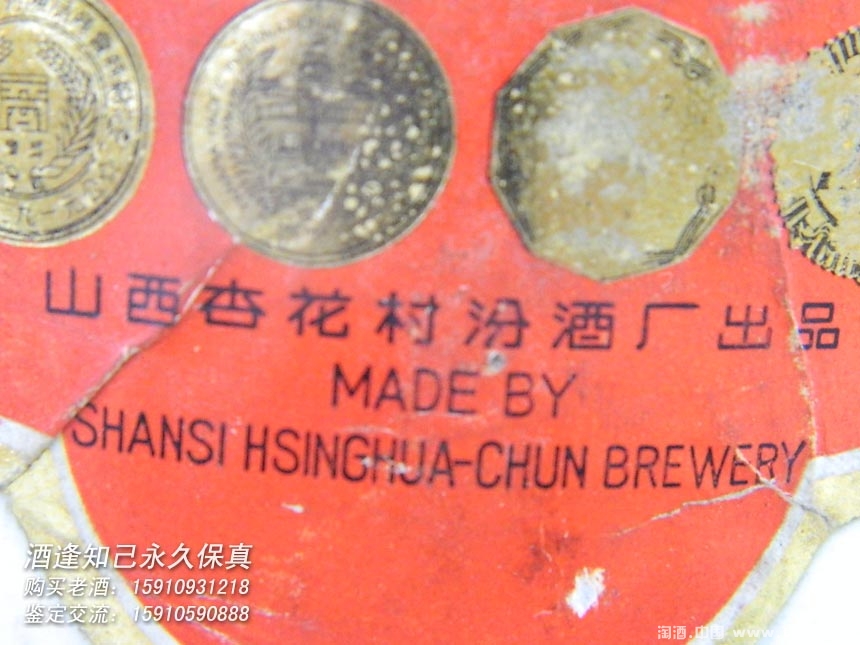 山西杏花村汾酒厂出品
MADE BY
SHANSI HSINGHUA-CHUN BREWERY
酒逢知己永久保真
购买老酒：15910931218
鉴定交流：15910590888
淘酒.中国 www